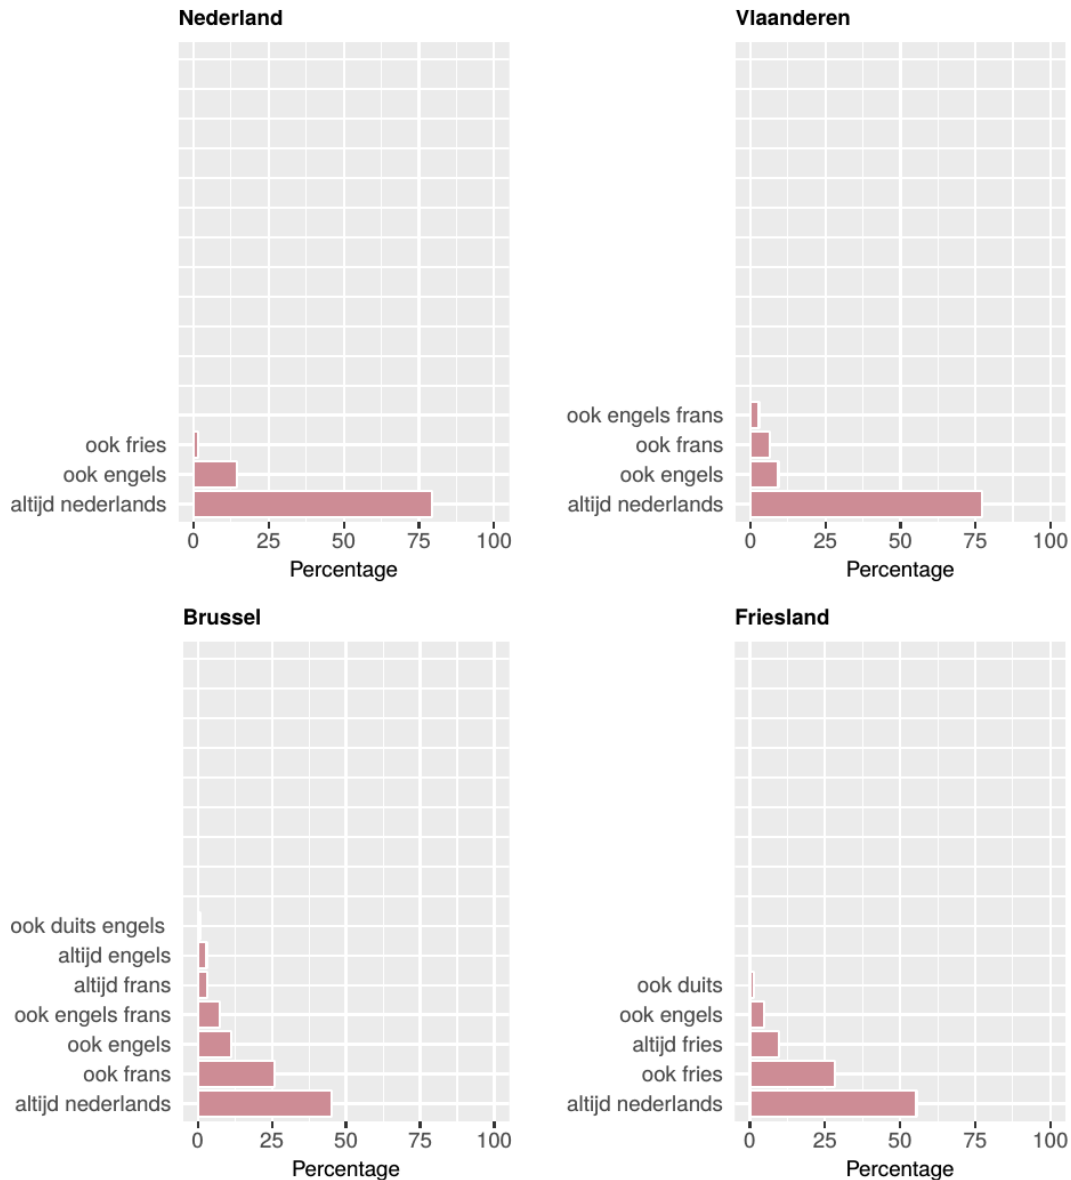 Nederland
ook fries
ook engels
altijd nederlands
0 25 50 75 100
Percentage
Vlaanderen
ook engels frans
ook frans
ook engels
altijd nederlands
0 25 50 75 100
Percentage
Brussel
ook duits engels
altijd engels
altijd frans
ook engels frans
ook engels
ook frans
altijd nederlands
0 25 50 75 100
Percentage
Friesland
ook duits
ook engels
altijd fries
ook fries
altijd nederlands
0 25 50 75 100
Percentage